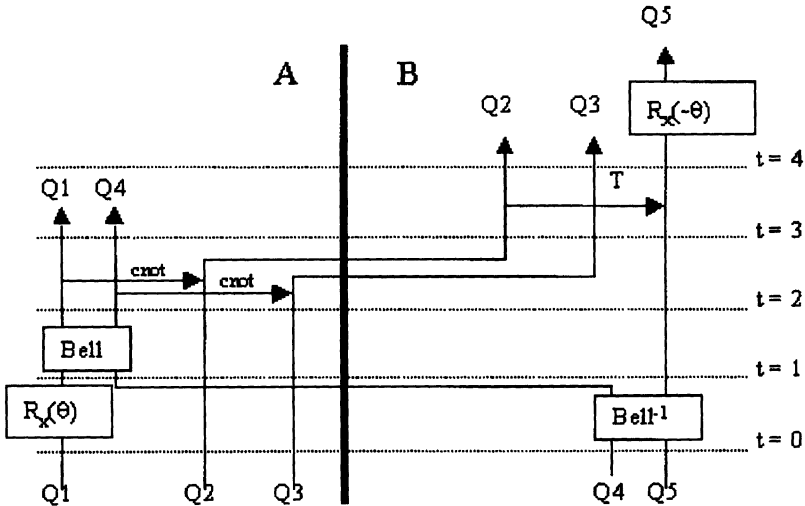 Q5
A B
Q2 Q3
Rx(-θ)
t = 4
T
Q1 Q4
t = 3
cnot
cnot
t = 2
Bell
t = 1
Rx(θ)
Bell-1
t = 0
Q1 Q2 Q3 Q4 Q5